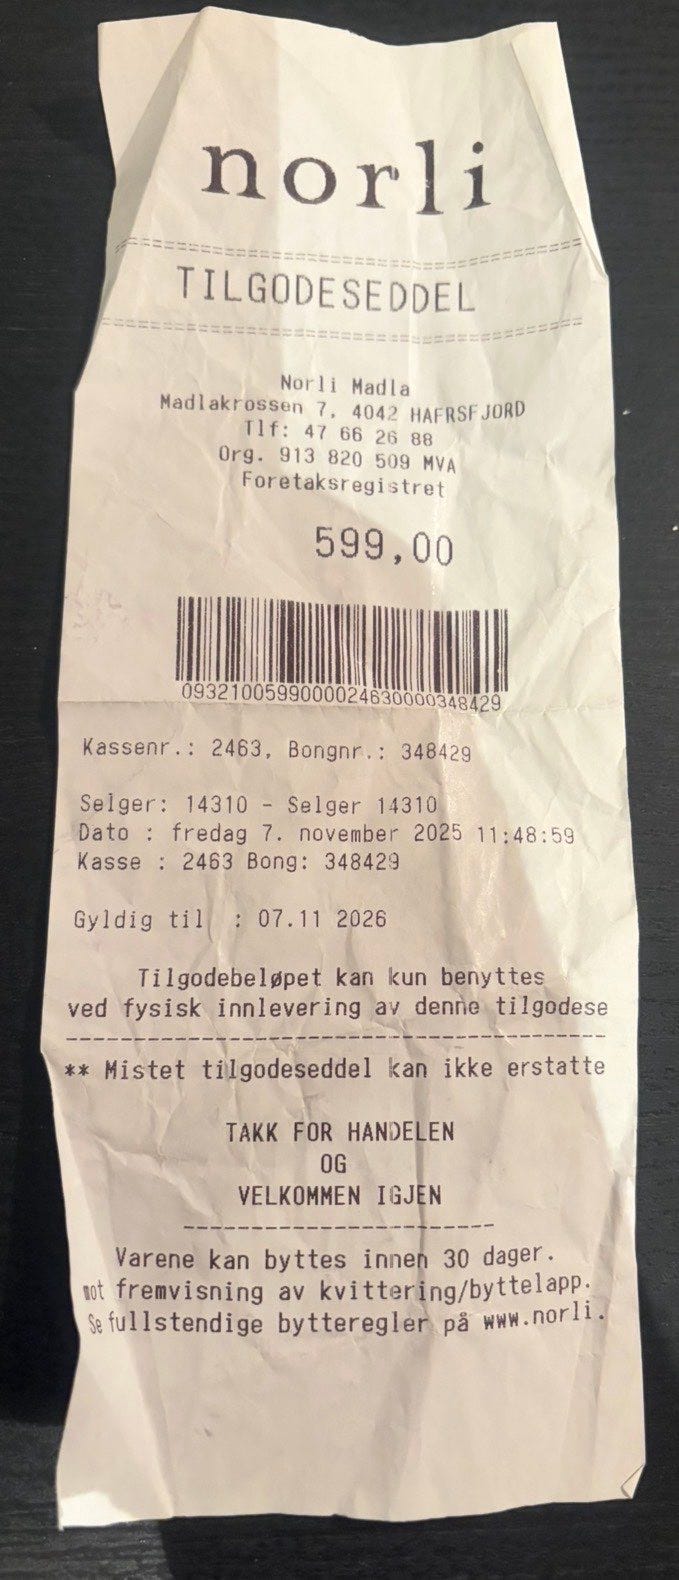 norli
TILGODESEDDEL
Norli Madla
Madlakrossen 7, 4042 HAFRSFJORD
Tlf: 47 66 26 88
Org. 913 820 509 MVA
Foretaksregistret
599,00
0932100599000024630000348429
Kassenr.: 2463, Bongnr.: 348429
Selger: 14310 - Selger 14310
Dato : fredag 7. november 2025 11:48:59
Kasse : 2463 Bong: 348429
Gyldig til : 07.11 2026
Tilgodebeløpet kan kun benyttes
ved fysisk innlevering av denne tilgodese
** Mistet tilgodeseddel kan ikke erstatte
TAKK FOR HANDELEN
OG
VELKOMMEN IGJEN
Varene kan byttes innen 30 dager.
mot fremvisning av kvittering/byttelapp.
Se fullstendige bytteregler på www.norli.